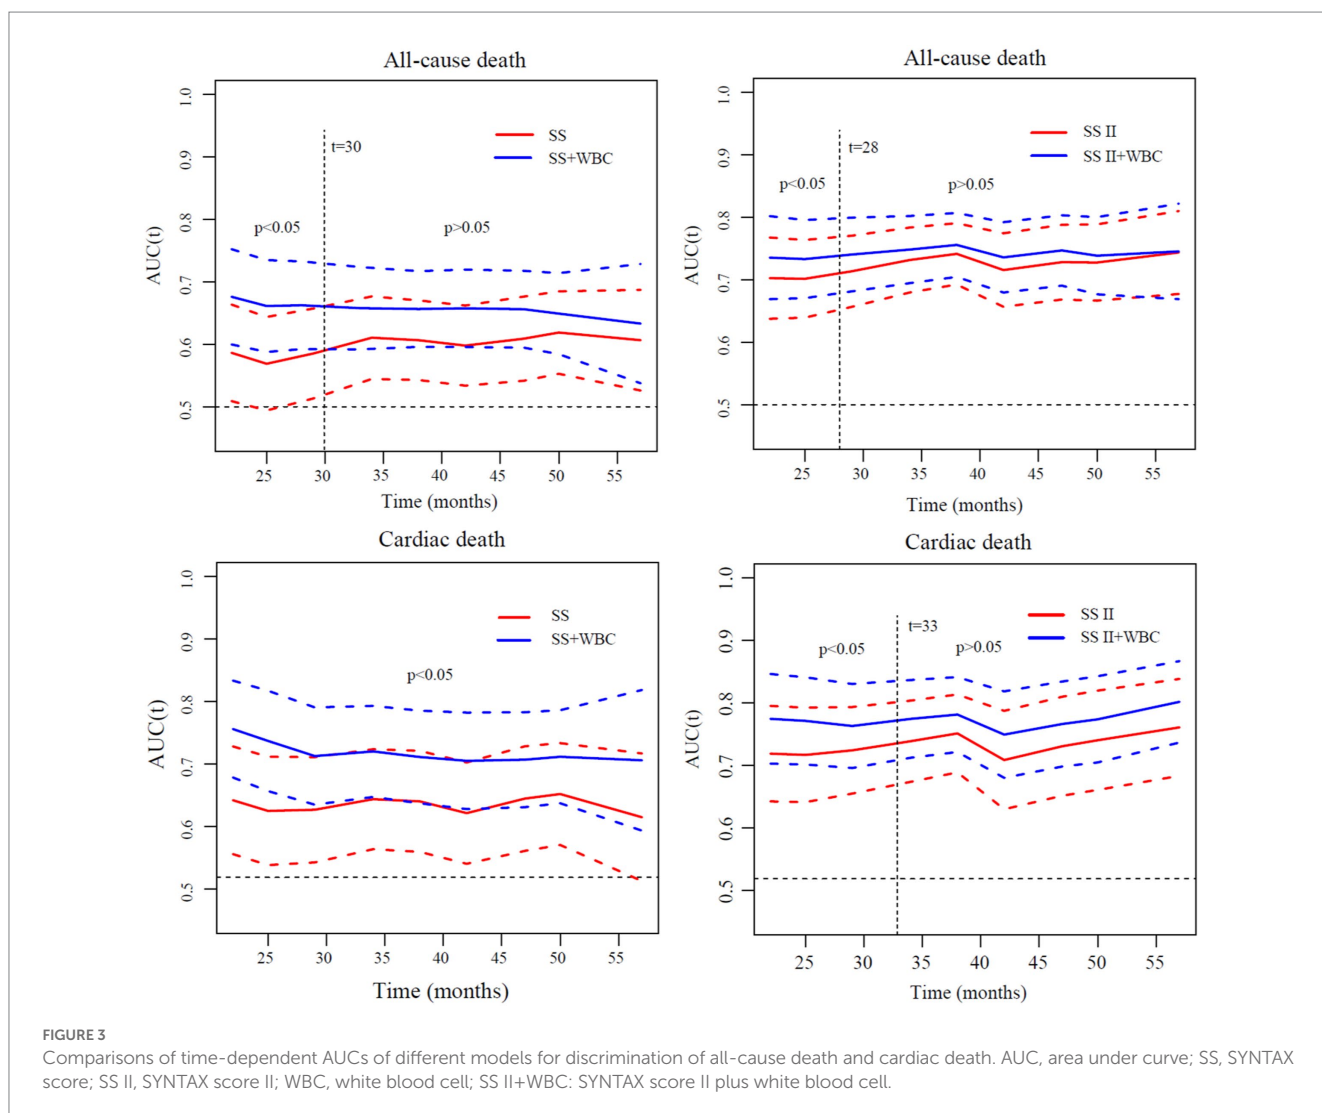 All-cause death
1.0
0.9
0.8
0.7
0.6
0.5
AUC(t)
SS
SS+WBC
t=30
p<0.05
p>0.05
25
30
35
40
45
50
55
Time (months)
All-cause death
1.0
0.9
0.8
0.7
0.6
0.5
AUC(t)
SS II
SS II+WBC
t=28
p<0.05
p>0.05
25
30
35
40
45
50
55
Time (months)
Cardiac death
1.0
0.9
0.8
0.7
0.6
0.5
AUC(t)
SS
SS+WBC
p<0.05
25
30
35
40
45
50
55
Time (months)
Cardiac death
1.0
0.9
0.8
0.7
0.6
0.5
AUC(t)
SS II
SS II+WBC
t=33
p<0.05
p>0.05
25
30
35
40
45
50
55
Time (months)
FIGURE 3
Comparisons of time-dependent AUCs of different models for discrimination of all-cause death and cardiac death. AUC, area under curve; SS, SYNTAX
score; SS II, SYNTAX score II; WBC, white blood cell; SS II+WBC: SYNTAX score II plus white blood cell.